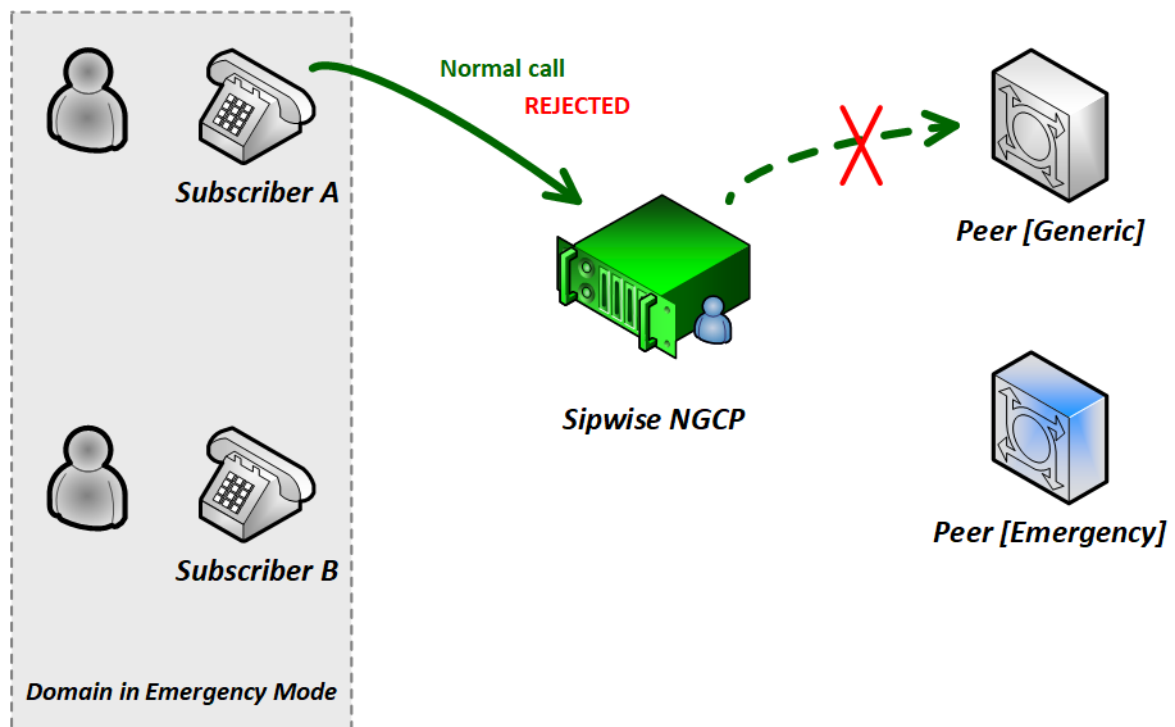 Normal call
REJECTED
Subscriber A
Peer [Generic]
Sipwise NGCP
Peer [Emergency]
Subscriber B
Domain in Emergency Mode